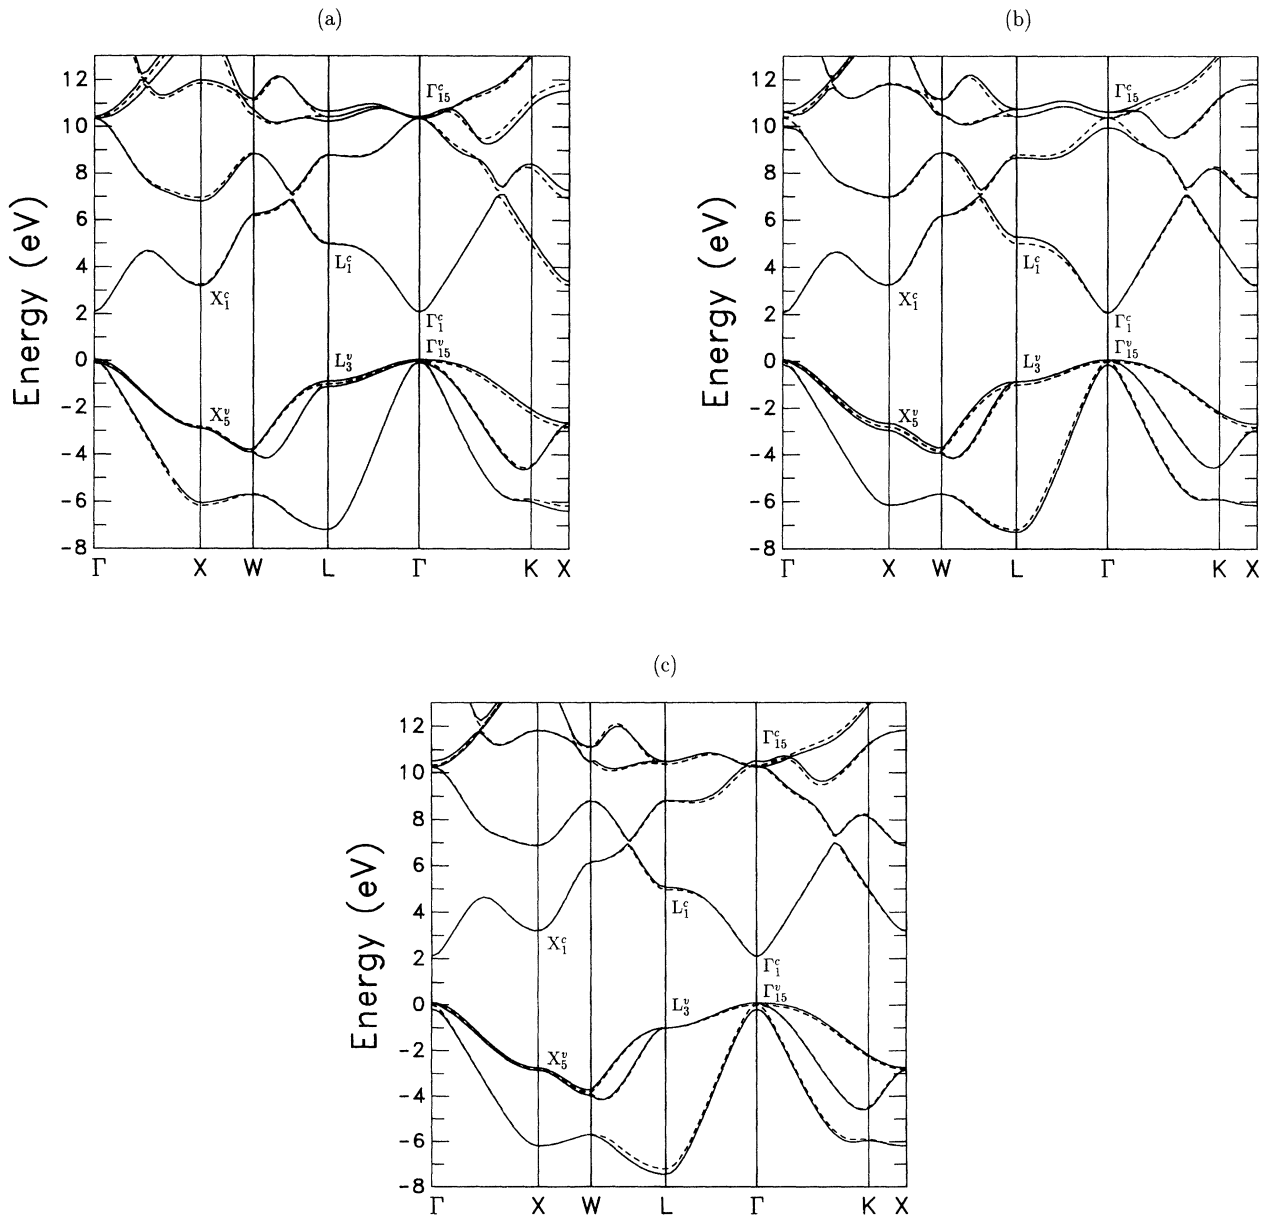 (a)
Energy (eV)
12
10
8
6
4
2
0
-2
-4
-6
-8
Γ X W L Γ K X
Γ₁₅ᶜ
L₁ᶜ
X₁ᶜ
Γ₁ᶜ
Γ₁₅ᵛ
L₃ᵛ
X₅ᵛ
(b)
Energy (eV)
12
10
8
6
4
2
0
-2
-4
-6
-8
Γ X W L Γ K X
Γ₁₅ᶜ
L₁ᶜ
X₁ᶜ
Γ₁ᶜ
Γ₁₅ᵛ
L₃ᵛ
X₅ᵛ
(c)
Energy (eV)
12
10
8
6
4
2
0
-2
-4
-6
-8
Γ X W L Γ K X
Γ₁₅ᶜ
L₁ᶜ
X₁ᶜ
Γ₁ᶜ
Γ₁₅ᵛ
L₃ᵛ
X₅ᵛ